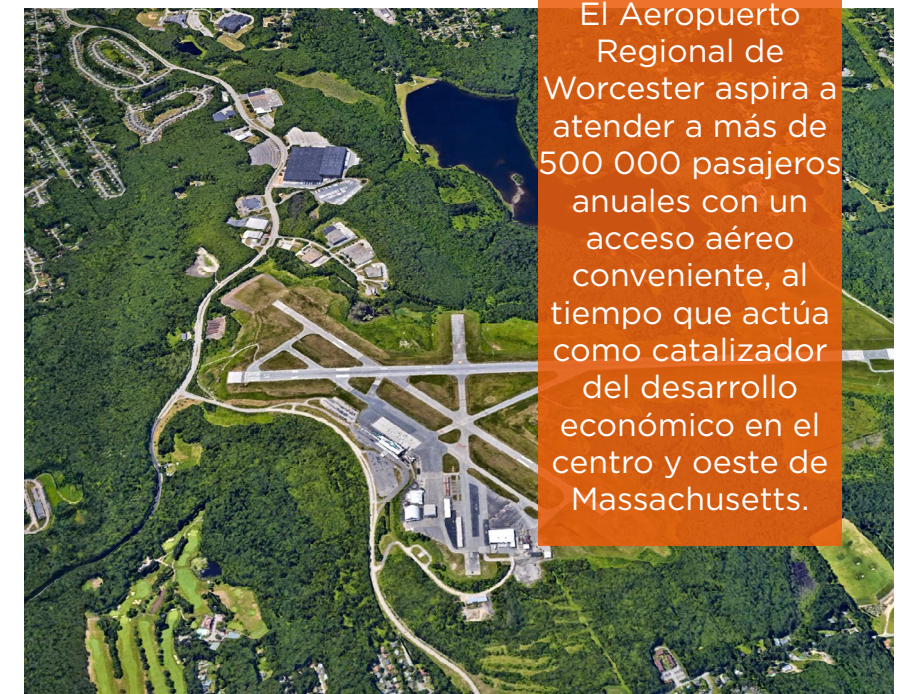 El Aeropuerto
Regional de
Worcester aspira a
atender a más de
500 000 pasajeros
anuales con un
acceso aéreo
conveniente, al
tiempo que actúa
como catalizador
del desarrollo
económico en el
centro y oeste de
Massachusetts.